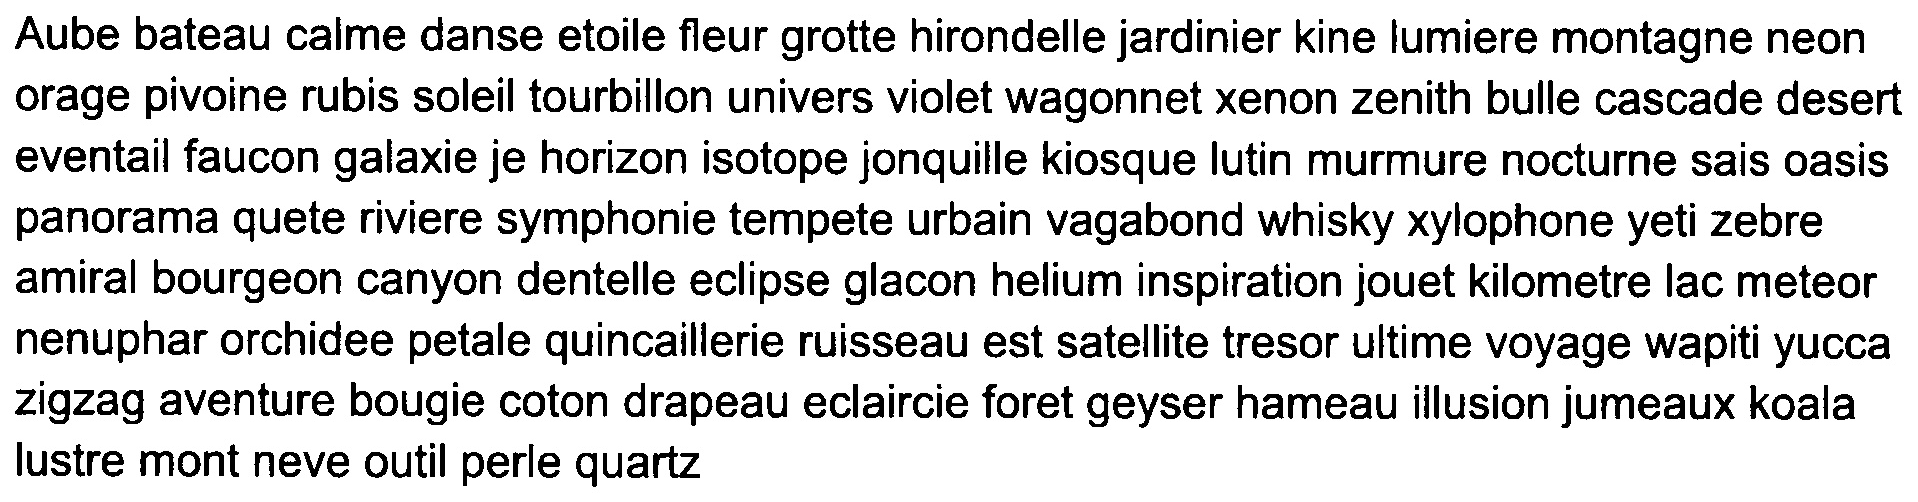 Aube bateau calme danse etoile fleur grotte hirondelle jardinier kine lumiere montagne neon
orage pivoine rubis soleil tourbillon univers violet wagonnet xenon zenith bulle cascade desert
eventail faucon galaxie je horizon isotope jonquille kiosque lutin murmure nocturne sais oasis
panorama quete riviere symphonie tempete urbain vagabond whisky xylophone yeti zebre
amiral bourgeon canyon dentelle eclipse glacon helium inspiration jouet kilometre lac meteor
nenuphar orchidee petale quincaillerie ruisseau est satellite tresor ultime voyage wapiti yucca
zigzag aventure bougie coton drapeau eclaircie foret geyser hameau illusion jumeaux koala
lustre mont neve outil perle quartz